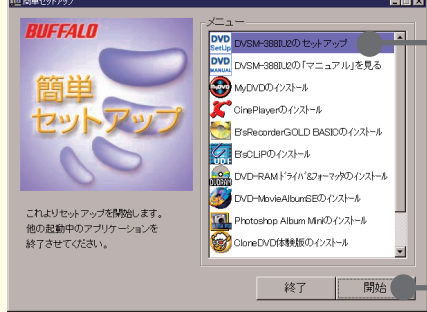 簡単セットアップ
BUFFALO
簡単
セットアップ
これよりセットアップを開始します。
他の起動中のアプリケーションを
終了させてください。
メニュー
DVD SetUp DVSM-3881U2のセットアップ
DVD MANUAL DVSM-3881U2の「マニュアル」を見る
MyDVD MyDVDのインストール
CinePlayerのインストール
B'sRecorderGOLD BASICのインストール
UDF B'sCLiPのインストール
DVDRAM DVD-RAMドライバ&フォーマッタのインストール
DVD-MovieAlbumSEのインストール
Photoshop Album Miniのインストール
CloneDVD体験版のインストール
終了
開始